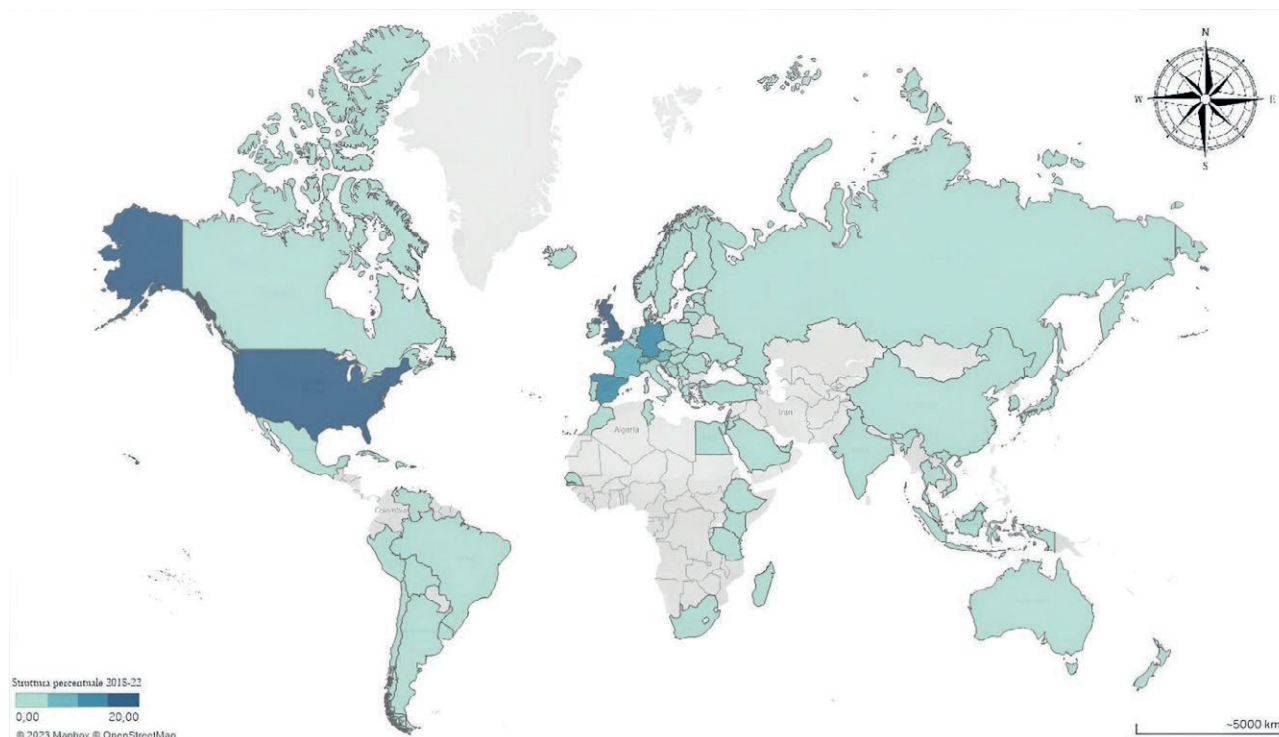 N
W E
S
Iran
Algeria
Colombia
Struttura percentuale 2018-22
0,00 20,00
© 2023 Mapbox © OpenStreetMap
~5000 km